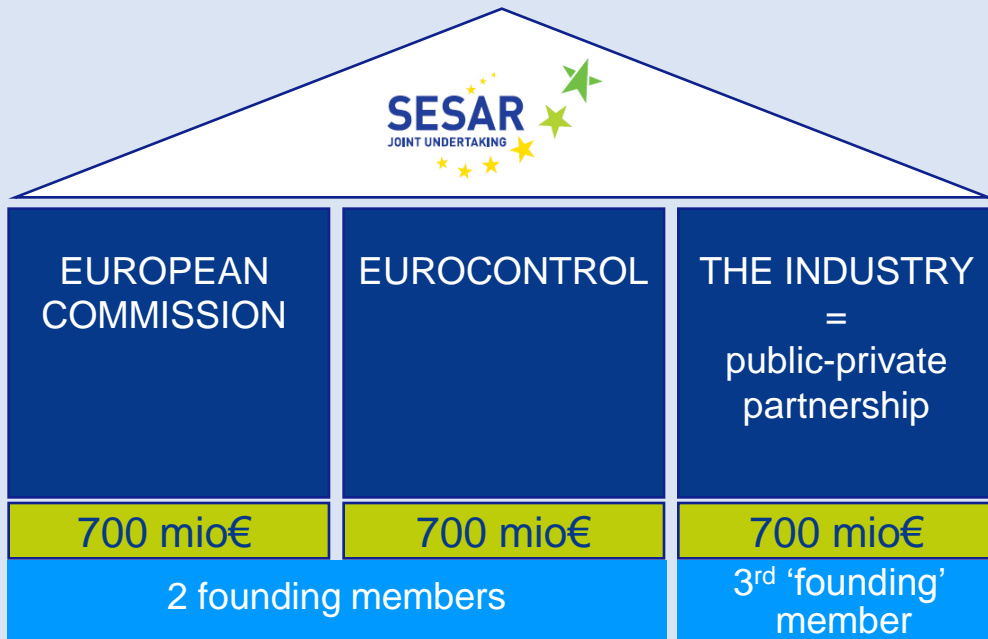 SESAR
JOINT UNDERTAKING
EUROPEAN
COMMISSION
EUROCONTROL
THE INDUSTRY
=
public-private
partnership
700 mio€
700 mio€
700 mio€
2 founding members
3rd ‘founding’
member